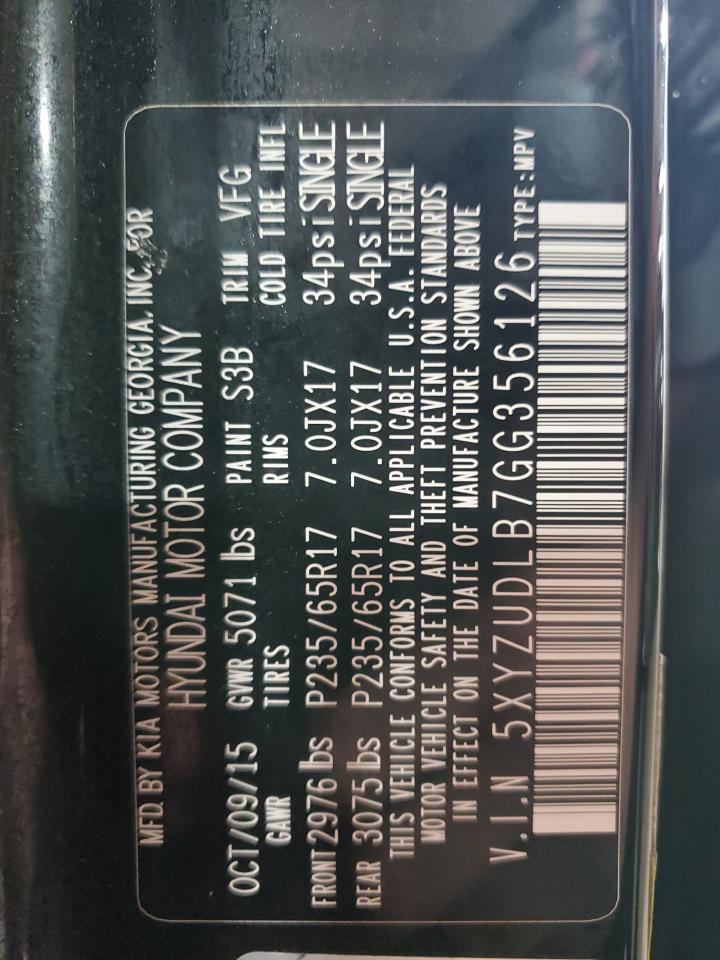 MFD. BY KIA MOTORS MANUFACTURING GEORGIA, INC. FOR
HYUNDAI MOTOR COMPANY
OCT/09/15 GVWR 5071 lbs PAINT S3B TRIM VFG
GAWR TIRES RIMS COLD TIRE INFL
FRONT 2976 lbs P235/65R17 7.0JX17 34psi SINGLE
REAR 3075 lbs P235/65R17 7.0JX17 34psi SINGLE
THIS VEHICLE CONFORMS TO ALL APPLICABLE U.S.A. FEDERAL
MOTOR VEHICLE SAFETY AND THEFT PREVENTION STANDARDS
IN EFFECT ON THE DATE OF MANUFACTURE SHOWN ABOVE
V.I.N 5XYZUDLB7GG356126 TYPE:MPV